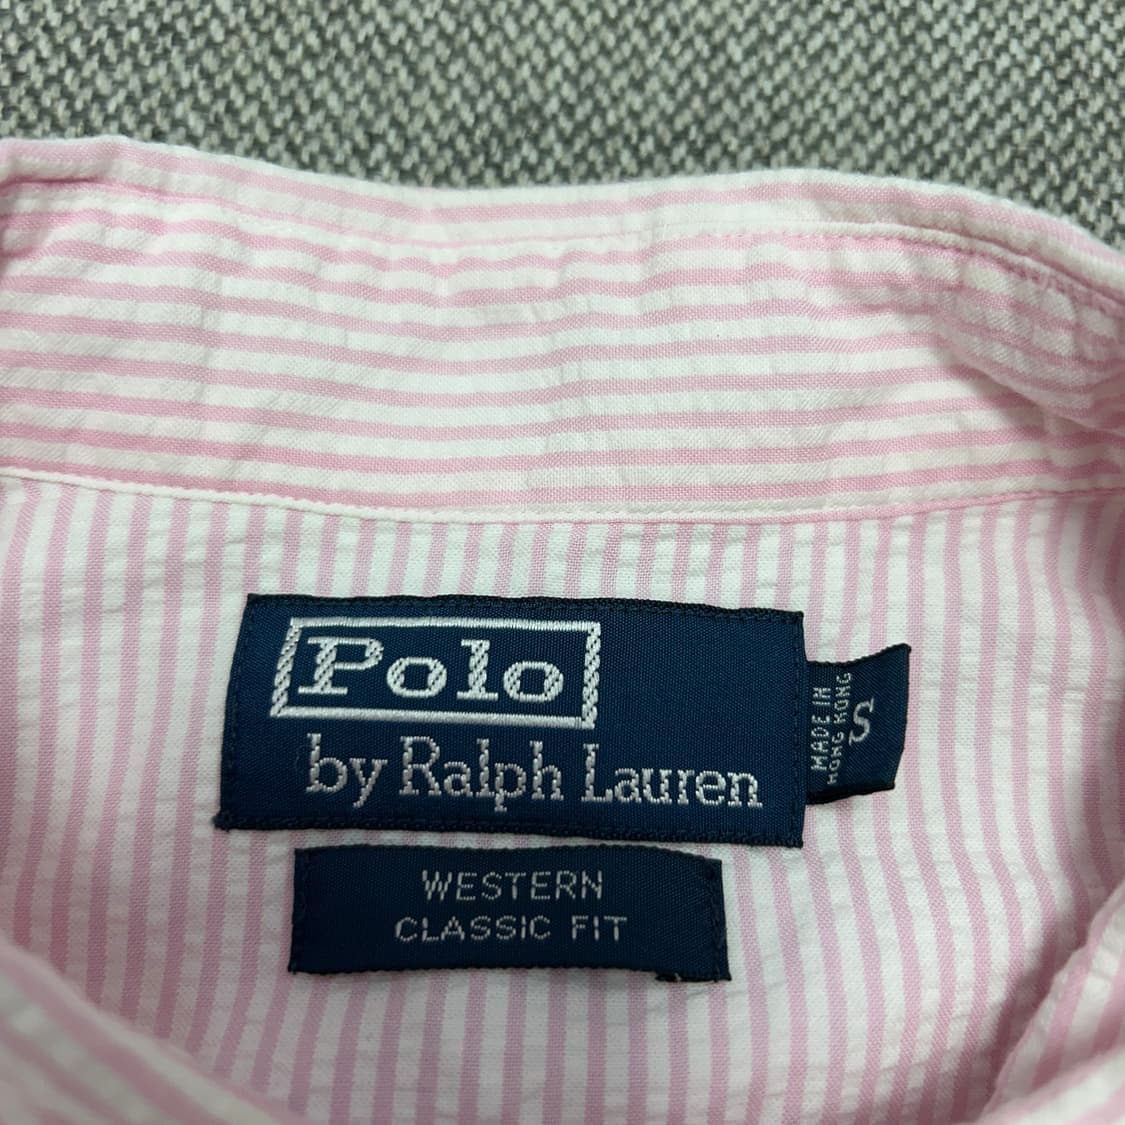 Polo
by Ralph Lauren
MADE IN
HONG KONG
S
WESTERN
CLASSIC FIT